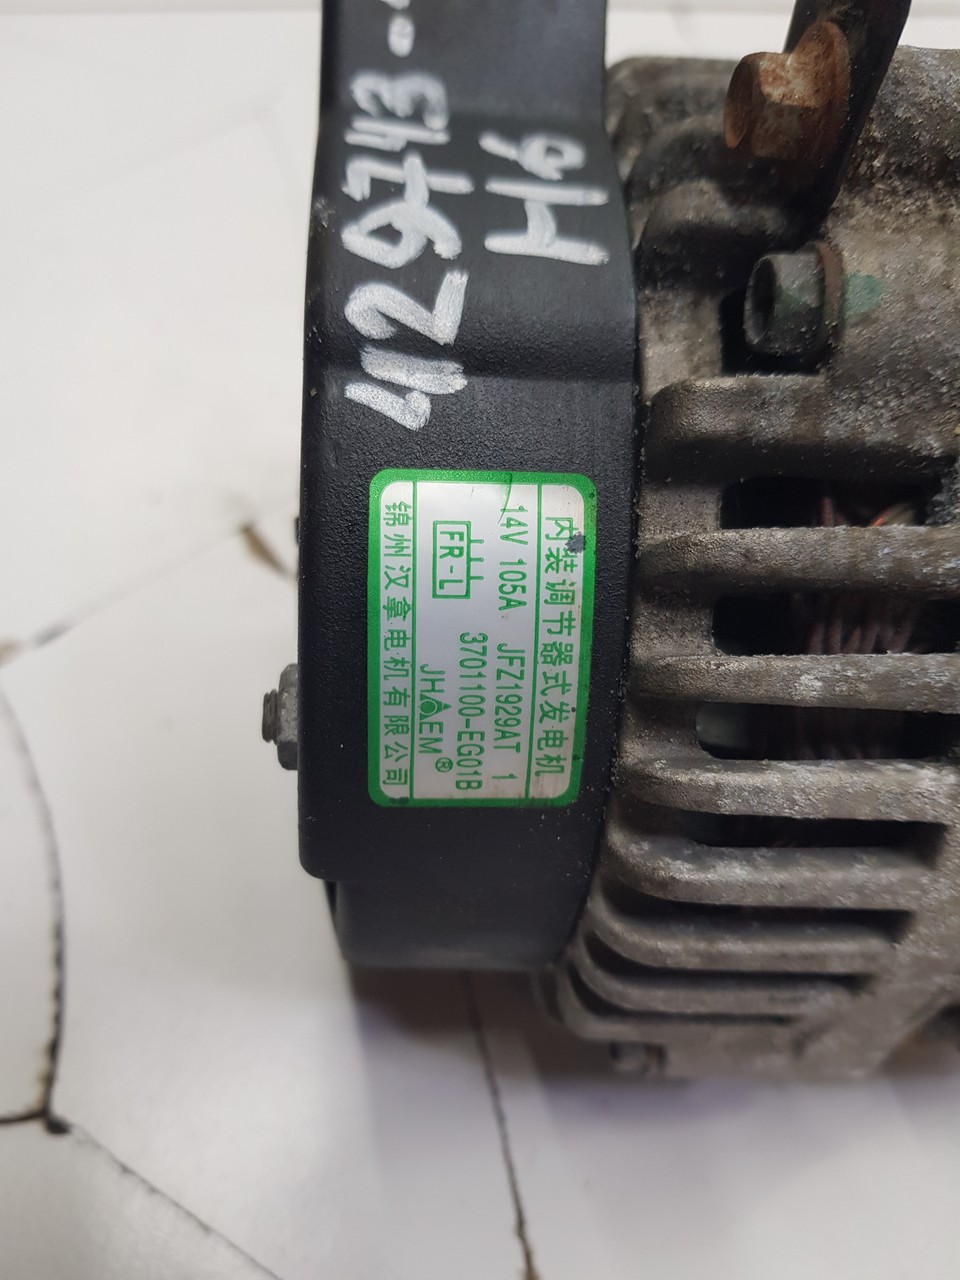 内装调节器式发电机
14V 105A JFZ1929AT 1
FR-L
3701100-EG01B
JHAEM®
锦州汉拿电机有限公司